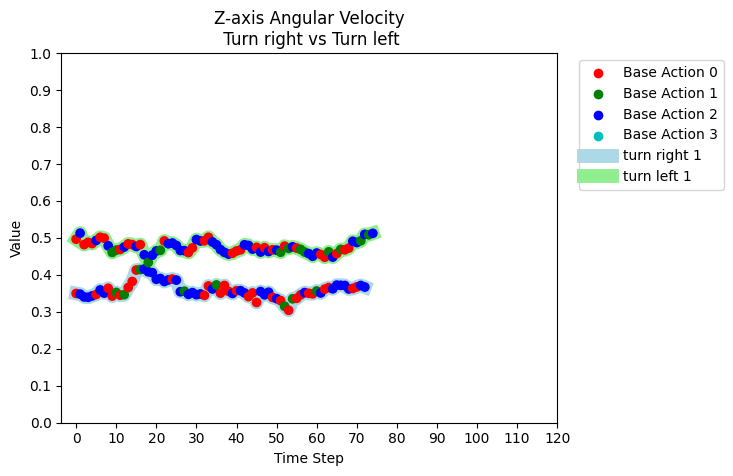 Z-axis Angular Velocity
Turn right vs Turn left
1.0
0.9
0.8
0.7
0.6
0.5
0.4
0.3
0.2
0.1
0.0
Value
0 10 20 30 40 50 60 70 80 90 100 110 120
Time Step
Base Action 0
Base Action 1
Base Action 2
Base Action 3
turn right 1
turn left 1